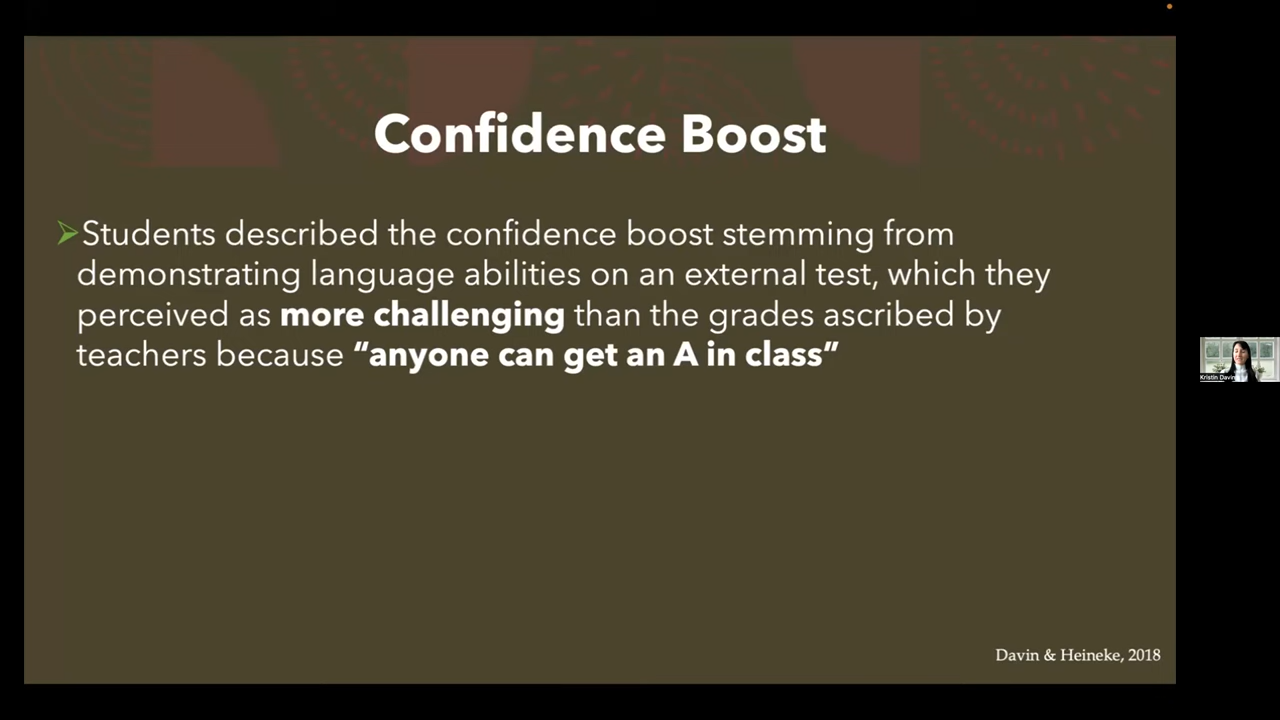 Confidence Boost
Students described the confidence boost stemming from
demonstrating language abilities on an external test, which they
perceived as more challenging than the grades ascribed by
teachers because “anyone can get an A in class”
Kristin Davin
Davin & Heineke, 2018